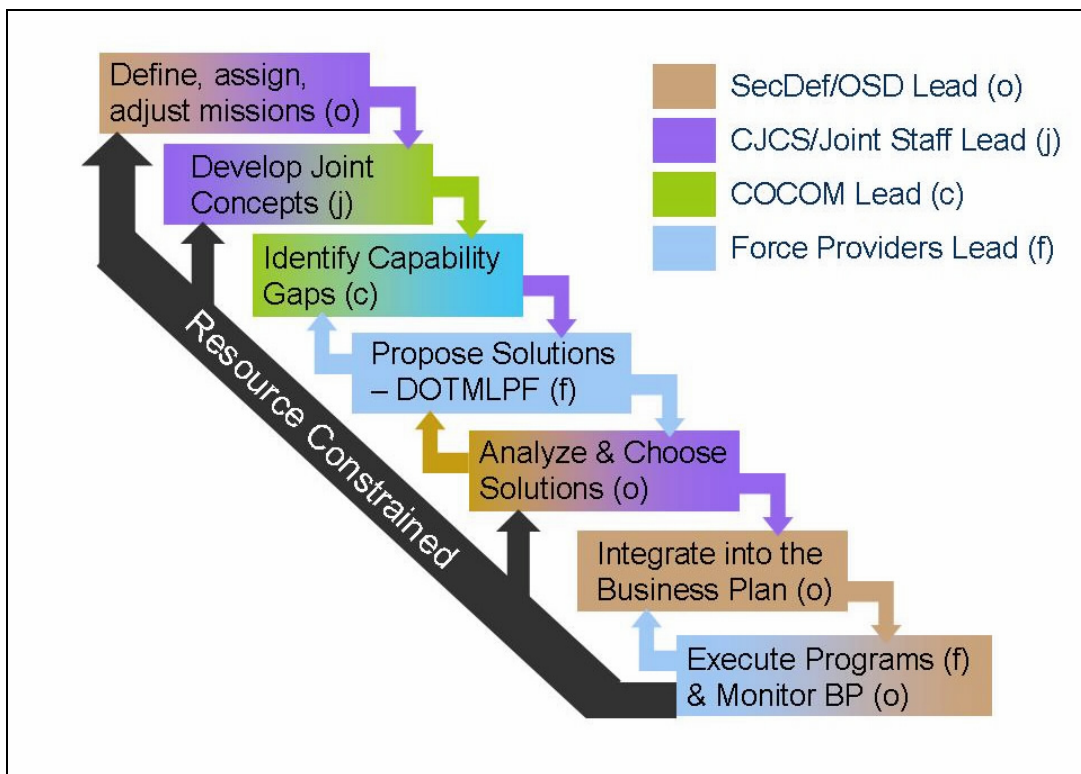 Define, assign,
adjust missions (o)
Develop Joint
Concepts (j)
Identify Capability
Gaps (c)
Propose Solutions
– DOTMLPF (f)
Analyze & Choose
Solutions (o)
Integrate into the
Business Plan (o)
Execute Programs (f)
& Monitor BP (o)
Resource Constrained
SecDef/OSD Lead (o)
CJCS/Joint Staff Lead (j)
COCOM Lead (c)
Force Providers Lead (f)